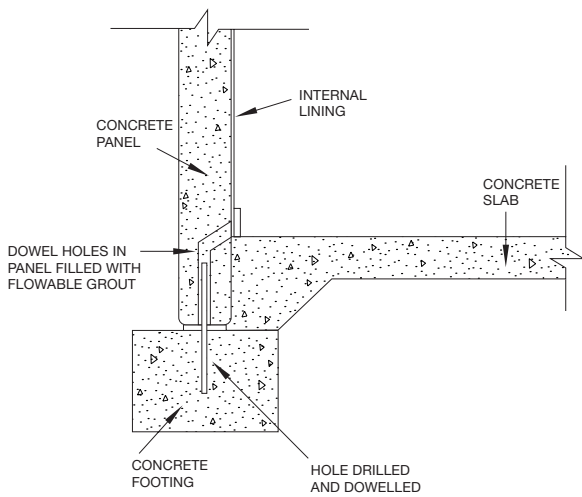 INTERNAL
LINING
CONCRETE
PANEL
CONCRETE
SLAB
DOWEL HOLES IN
PANEL FILLED WITH
FLOWABLE GROUT
CONCRETE
FOOTING
HOLE DRILLED
AND DOWELLED